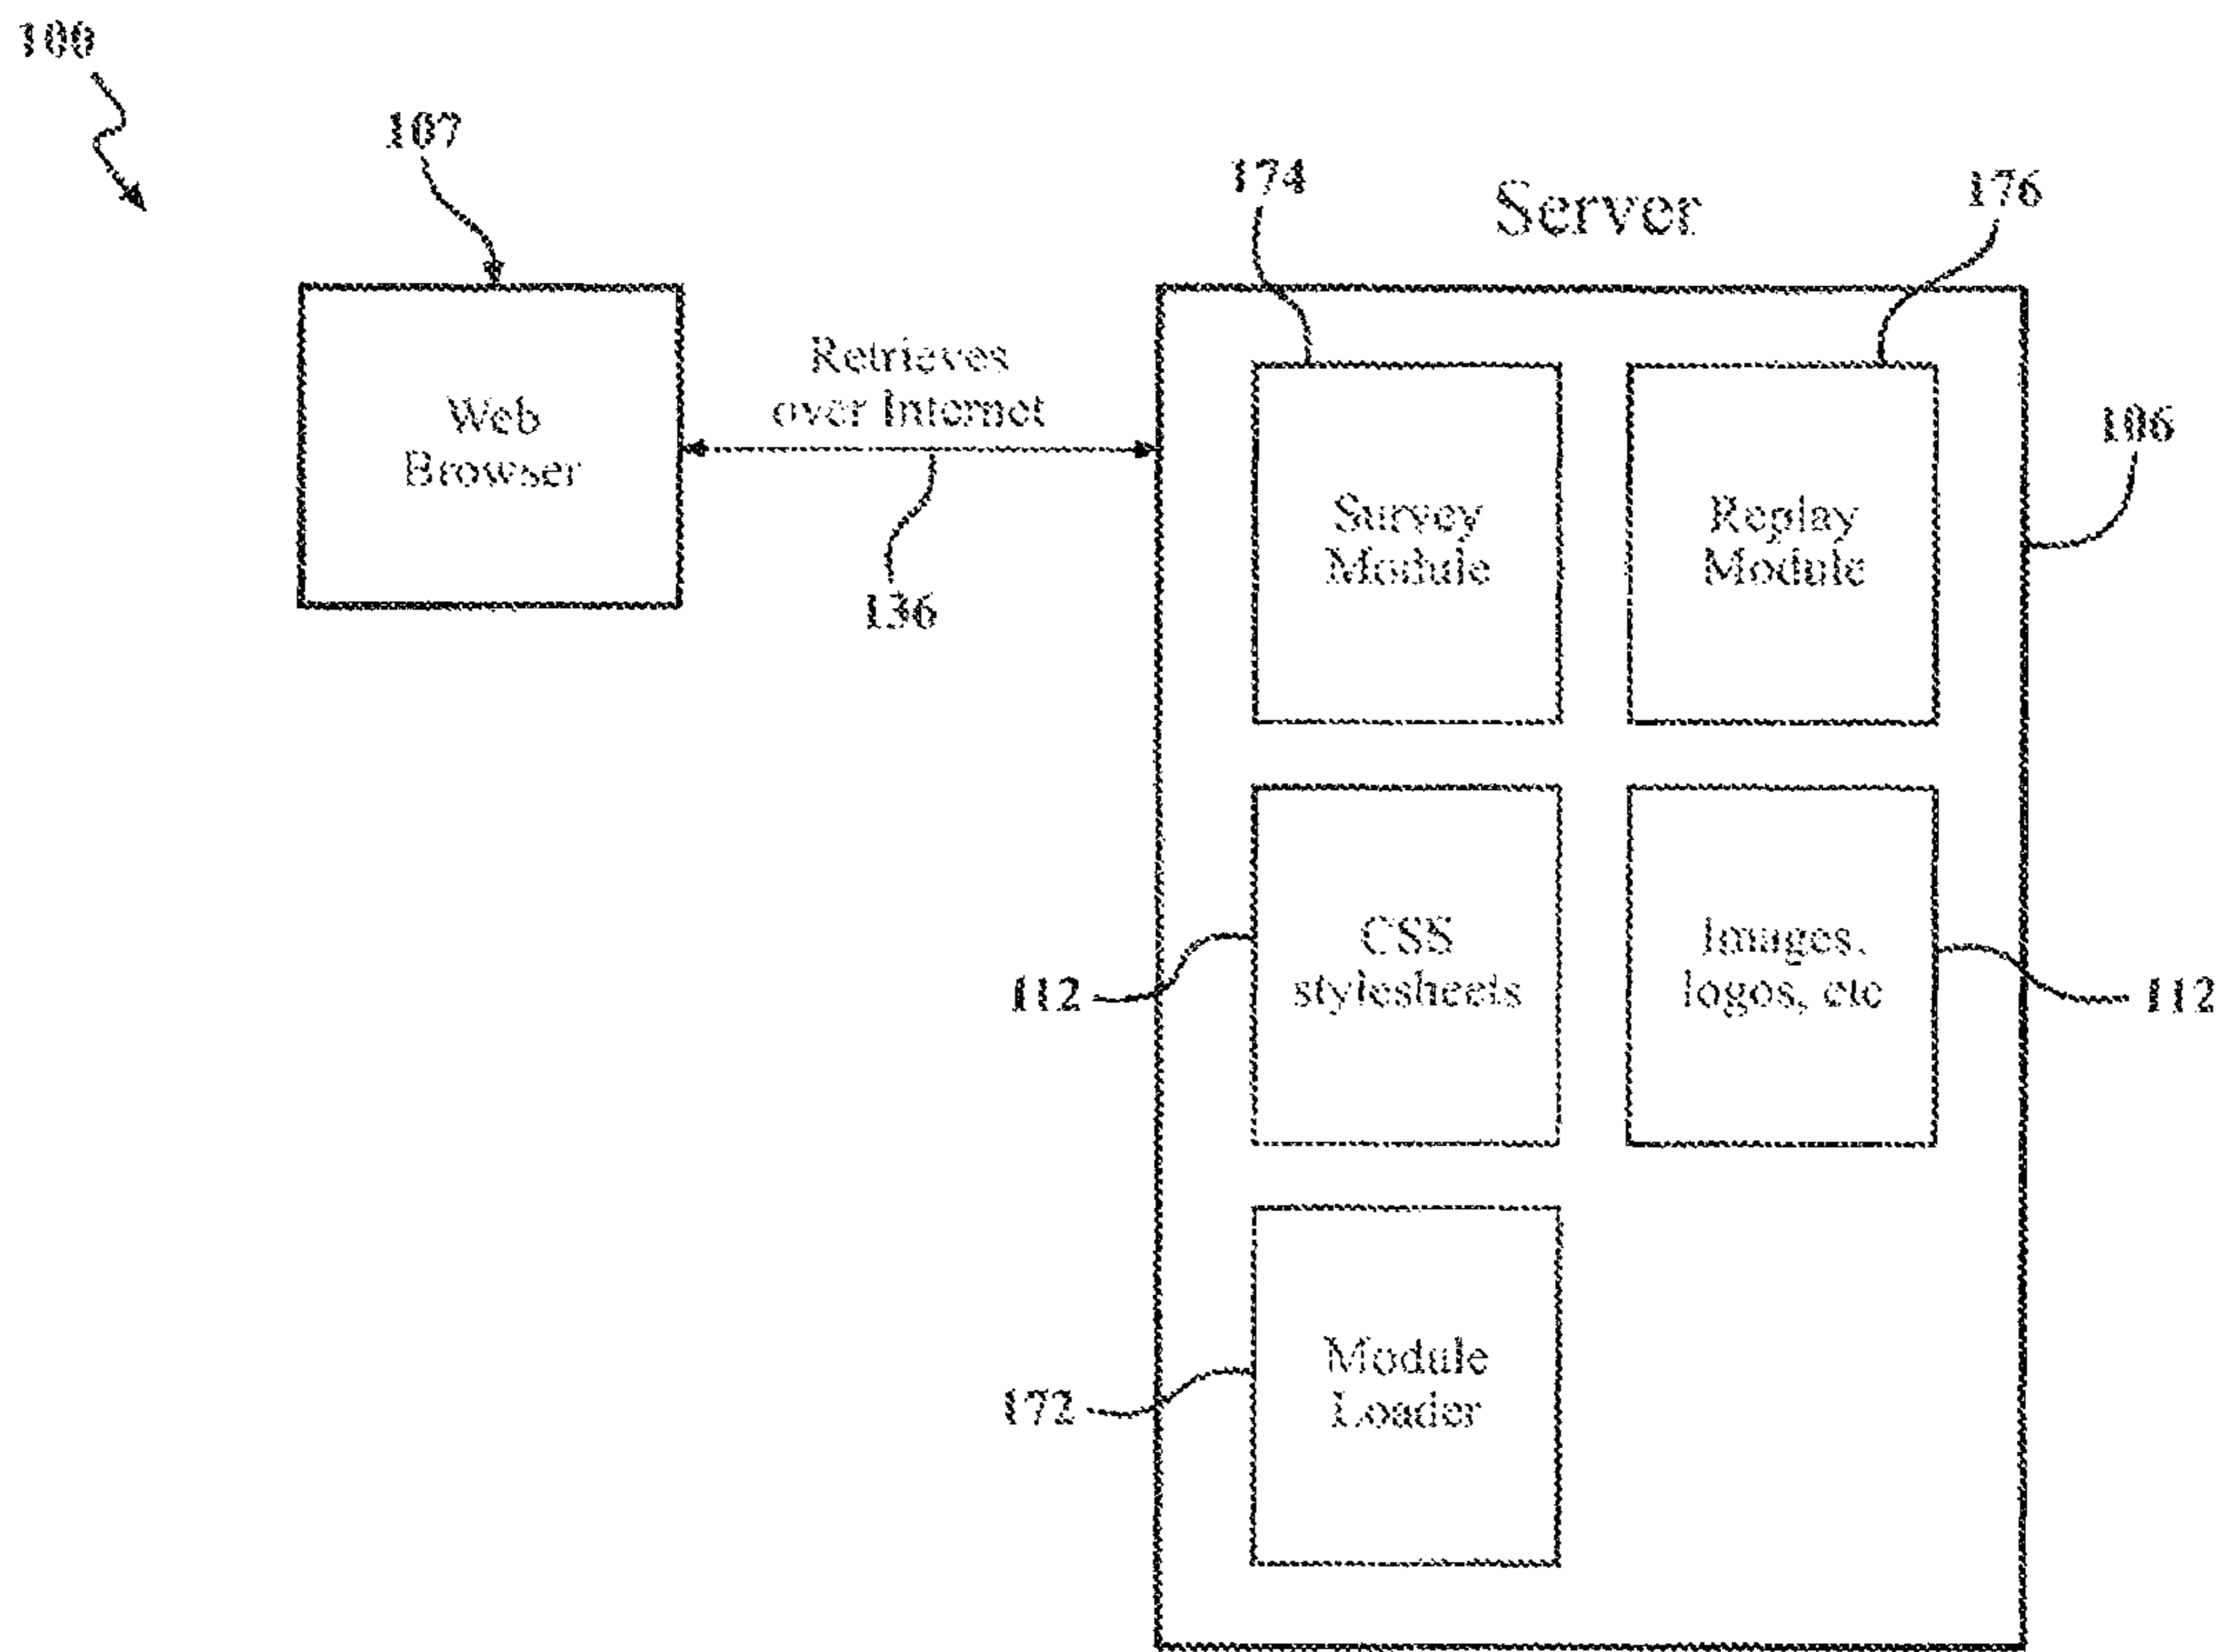 100
107
174
Server
176
Retrieves
over Internet
Web
Browser
106
136
Survey
Module
Replay
Module
CSS
stylesheets
Images,
logos, etc
112
112
Module
Loader
172